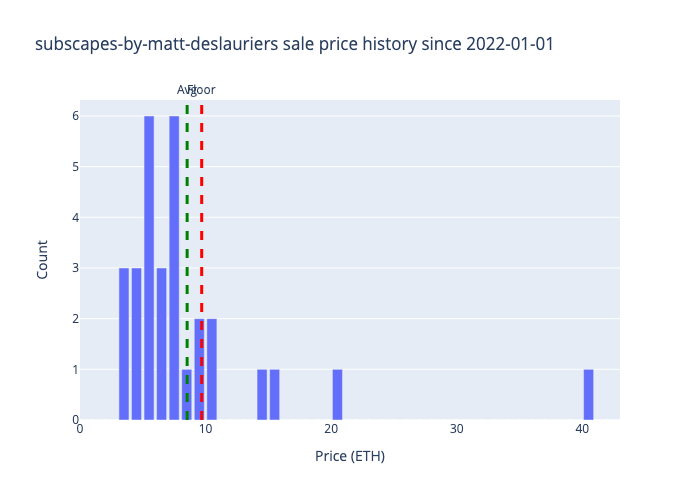 subscapes-by-matt-deslauriers sale price history since 2022-01-01
Avg Floor
6
5
4
3
2
1
0
Count
0 10 20 30 40
Price (ETH)